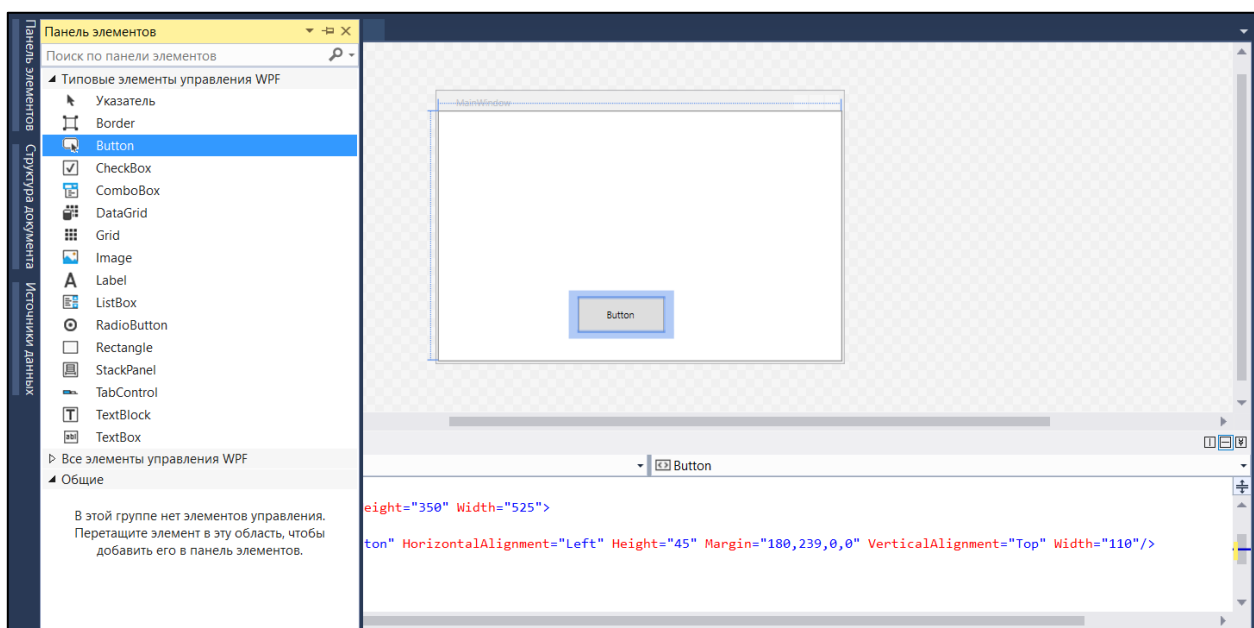 Панель элементов
Структура документа
Источники данных
Панель элементов
Поиск по панели элементов
Типовые элементы управления WPF
Указатель
Border
Button
CheckBox
ComboBox
DataGrid
Grid
Image
Label
ListBox
RadioButton
Rectangle
StackPanel
TabControl
TextBlock
TextBox
Все элементы управления WPF
Общие
В этой группе нет элементов управления.
Перетащите элемент в эту область, чтобы
добавить его в панель элементов.
MainWindow
Button
Button
eight="350" Width="525">
ton" HorizontalAlignment="Left" Height="45" Margin="180,239,0,0" VerticalAlignment="Top" Width="110"/>